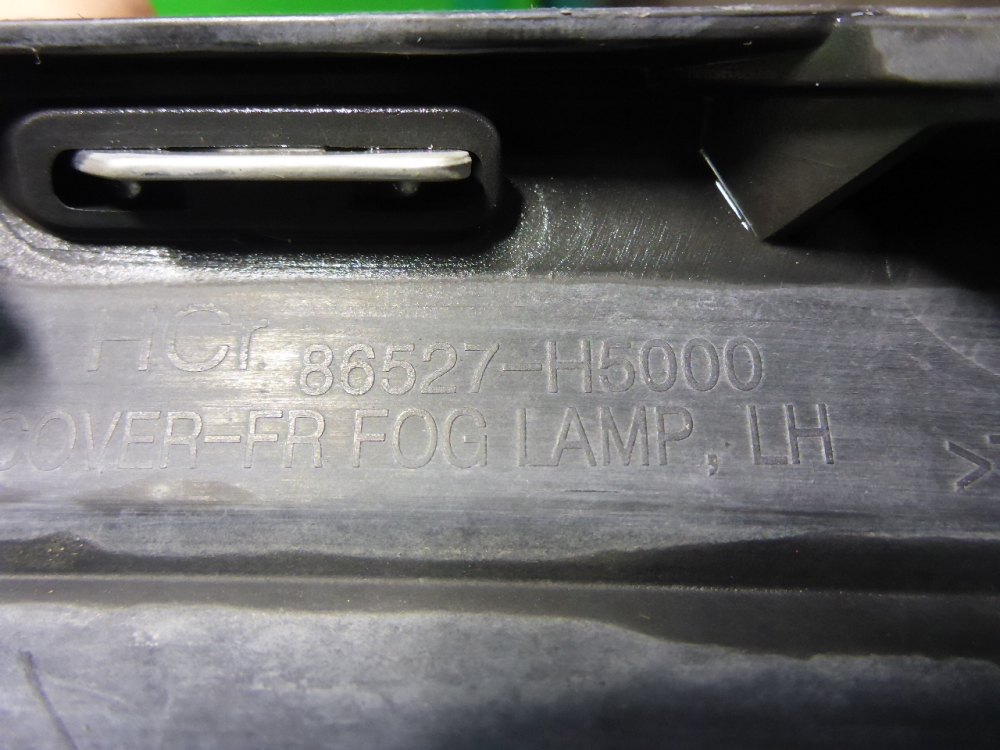 HCr 86527-H5000
COVER-FR FOG LAMP, LH